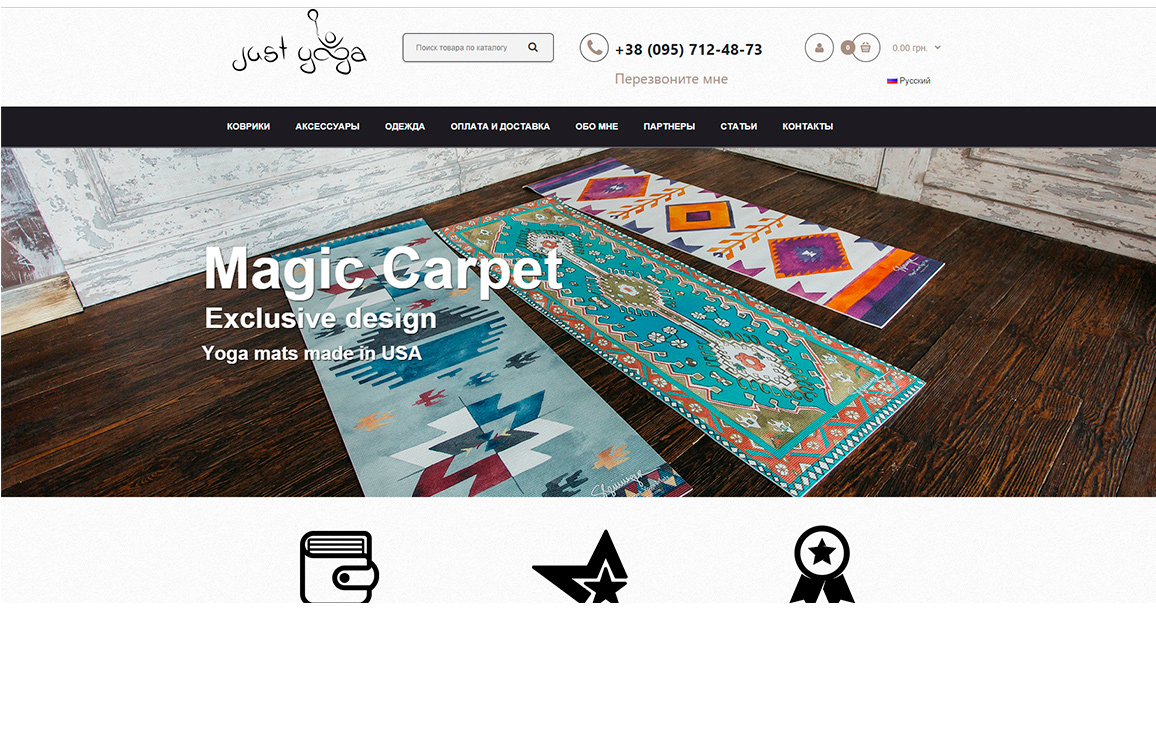 just yoga
Поиск товара по каталогу
+38 (095) 712-48-73
Перезвоните мне
0
0.00 грн.
Русский
КОВРИКИ АКСЕССУАРЫ ОДЕЖДА ОПЛАТА И ДОСТАВКА ОБО МНЕ ПАРТНЕРЫ СТАТЬИ КОНТАКТЫ
Magic Carpet
Exclusive design
Yoga mats made in USA